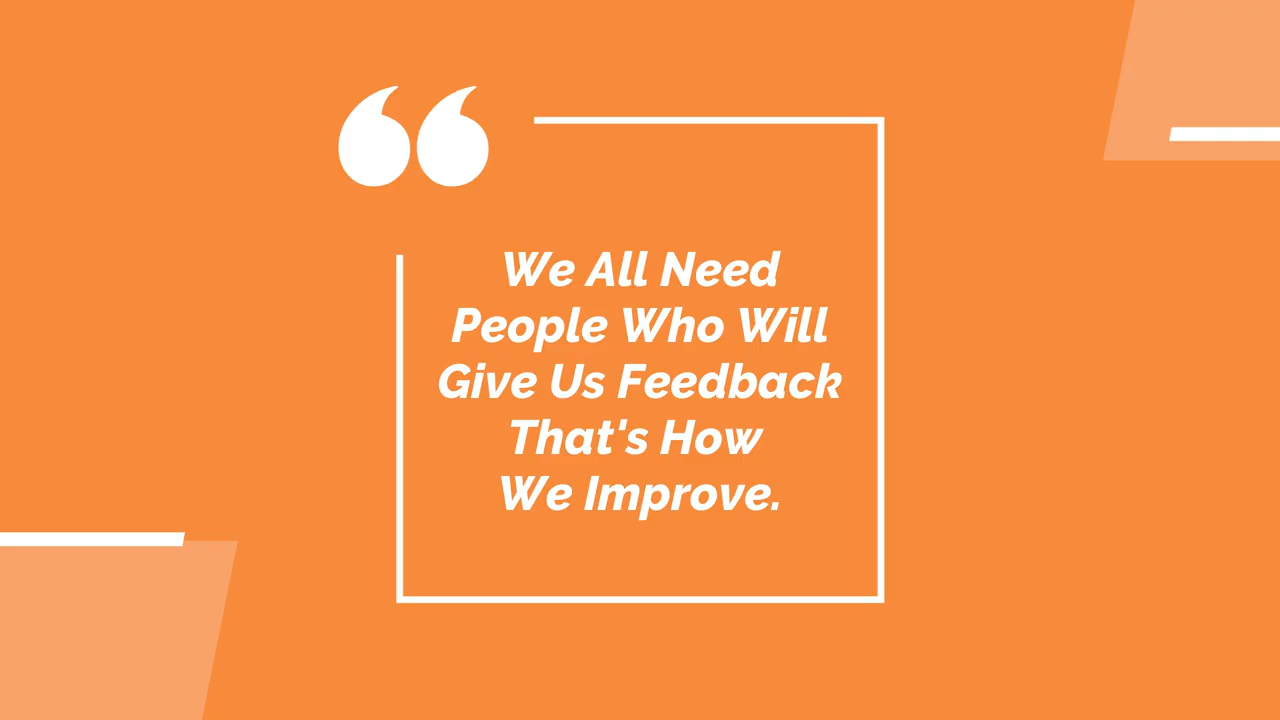 We All Need
People Who Will
Give Us Feedback
That's How
We Improve.